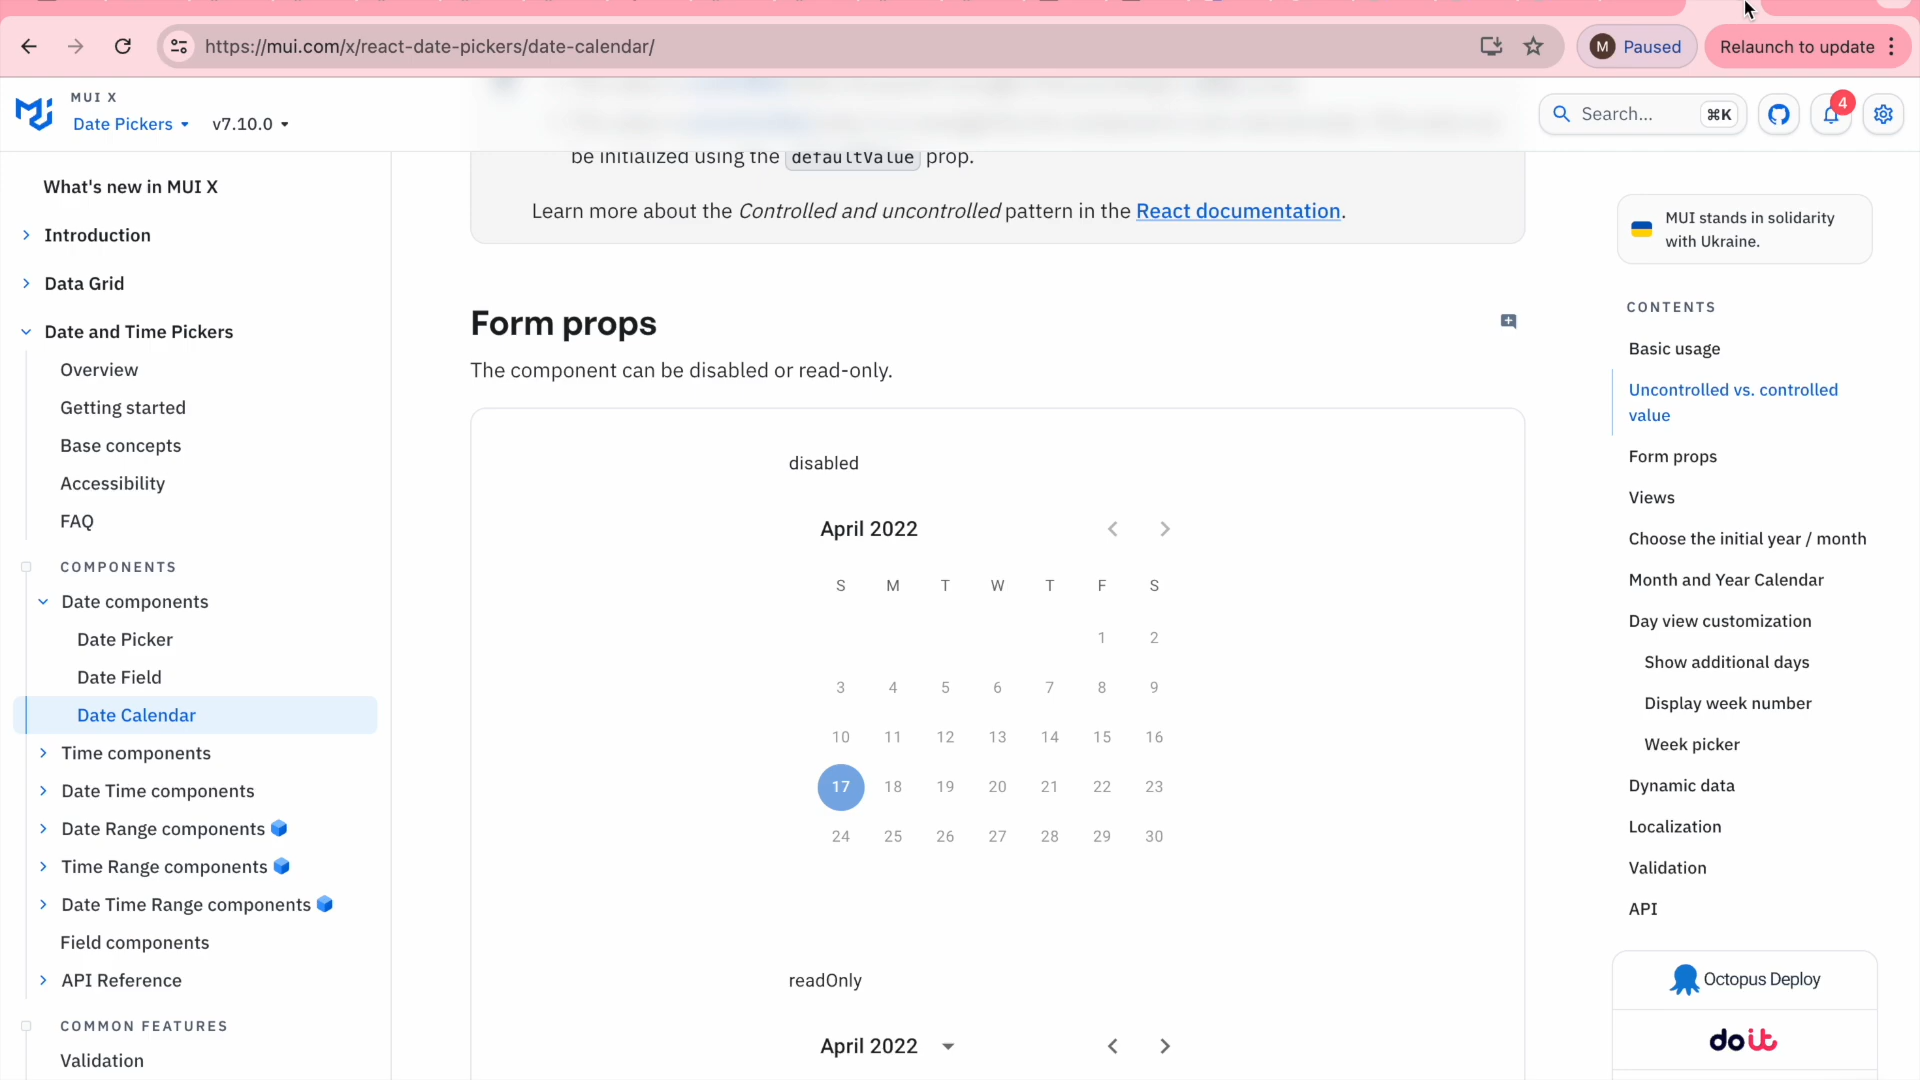 https://mui.com/x/react-date-pickers/date-calendar/
M Paused
Relaunch to update
MUI X
Date Pickers
v7.10.0
Search...
⌘K
4
What's new in MUI X
Introduction
Data Grid
Date and Time Pickers
Overview
Getting started
Base concepts
Accessibility
FAQ
COMPONENTS
Date components
Date Picker
Date Field
Date Calendar
Time components
Date Time components
Date Range components
Time Range components
Date Time Range components
Field components
API Reference
COMMON FEATURES
Validation
be initialized using the defaultValue prop.
Learn more about the Controlled and uncontrolled pattern in the React documentation.
Form props
The component can be disabled or read-only.
disabled
April 2022
S M T W T F S
1 2
3 4 5 6 7 8 9
10 11 12 13 14 15 16
17 18 19 20 21 22 23
24 25 26 27 28 29 30
readOnly
April 2022
MUI stands in solidarity
with Ukraine.
CONTENTS
Basic usage
Uncontrolled vs. controlled
value
Form props
Views
Choose the initial year / month
Month and Year Calendar
Day view customization
Show additional days
Display week number
Week picker
Dynamic data
Localization
Validation
API
Octopus Deploy
doit